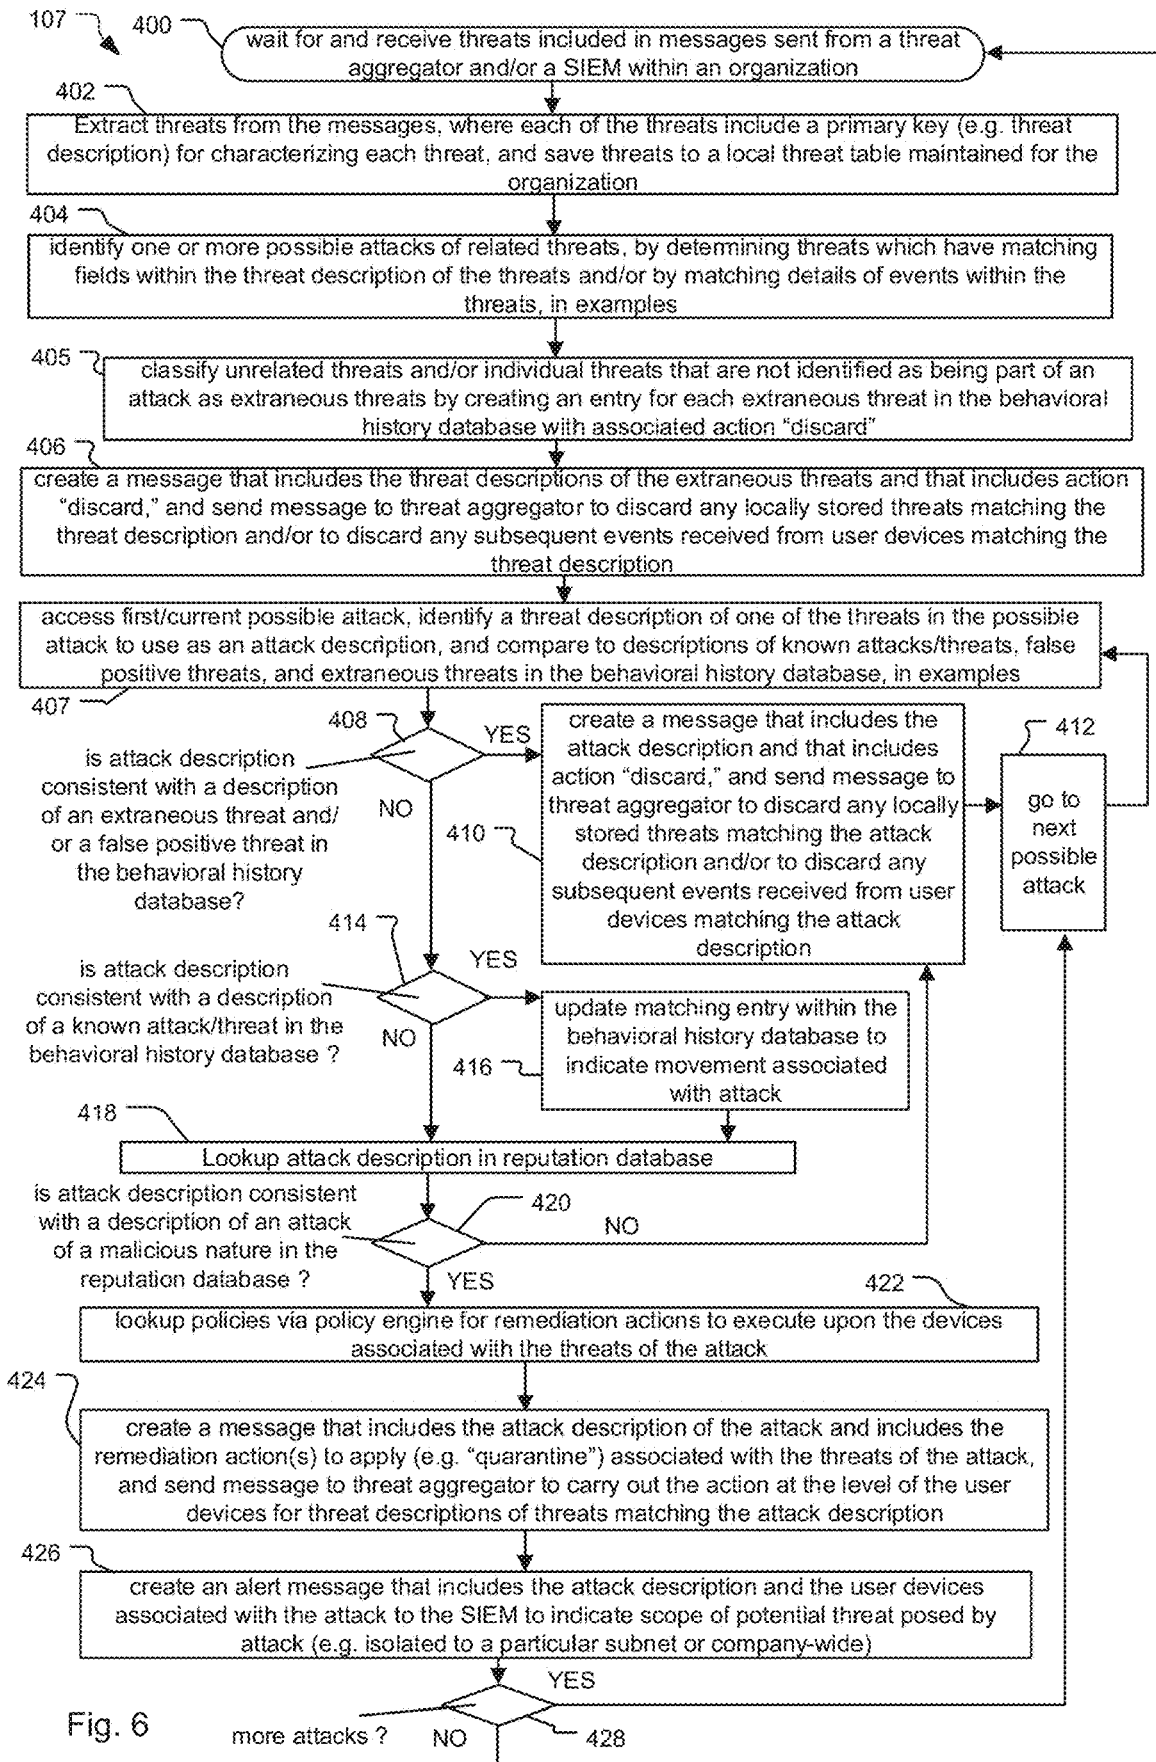 107
400
wait for and receive threats included in messages sent from a threat
aggregator and/or a SIEM within an organization
402
Extract threats from the messages, where each of the threats include a primary key (e.g. threat
description) for characterizing each threat, and save threats to a local threat table maintained for the
organization
404
identify one or more possible attacks of related threats, by determining threats which have matching
fields within the threat description of the threats and/or by matching details of events within the
threats, in examples
405
classify unrelated threats and/or individual threats that are not identified as being part of an
attack as extraneous threats by creating an entry for each extraneous threat in the behavioral
history database with associated action “discard”
406
create a message that includes the threat descriptions of the extraneous threats and that includes action
“discard,” and send message to threat aggregator to discard any locally stored threats matching the
threat description and/or to discard any subsequent events received from user devices matching the
threat description
access first/current possible attack, identify a threat description of one of the threats in the possible
attack to use as an attack description, and compare to descriptions of known attacks/threats, false
positive threats, and extraneous threats in the behavioral history database, in examples
407
408
YES
NO
is attack description
consistent with a description
of an extraneous threat and/
or a false positive threat in
the behavioral history
database?
create a message that includes the
attack description and that includes
action “discard,” and send message to
threat aggregator to discard any locally
stored threats matching the attack
description and/or to discard any
subsequent events received from user
devices matching the attack
description
410
412
go to
next
possible
attack
414
YES
NO
is attack description
consistent with a description
of a known attack/threat in the
behavioral history database ?
update matching entry within the
behavioral history database to
indicate movement associated
with attack
416
418
Lookup attack description in reputation database
is attack description consistent
with a description of an attack
of a malicious nature in the
reputation database ?
420
NO
YES
422
lookup policies via policy engine for remediation actions to execute upon the devices
associated with the threats of the attack
424
create a message that includes the attack description of the attack and includes the
remediation action(s) to apply (e.g. “quarantine”) associated with the threats of the attack,
and send message to threat aggregator to carry out the action at the level of the user
devices for threat descriptions of threats matching the attack description
426
create an alert message that includes the attack description and the user devices
associated with the attack to the SIEM to indicate scope of potential threat posed by
attack (e.g. isolated to a particular subnet or company-wide)
YES
more attacks ?
NO
428
Fig. 6